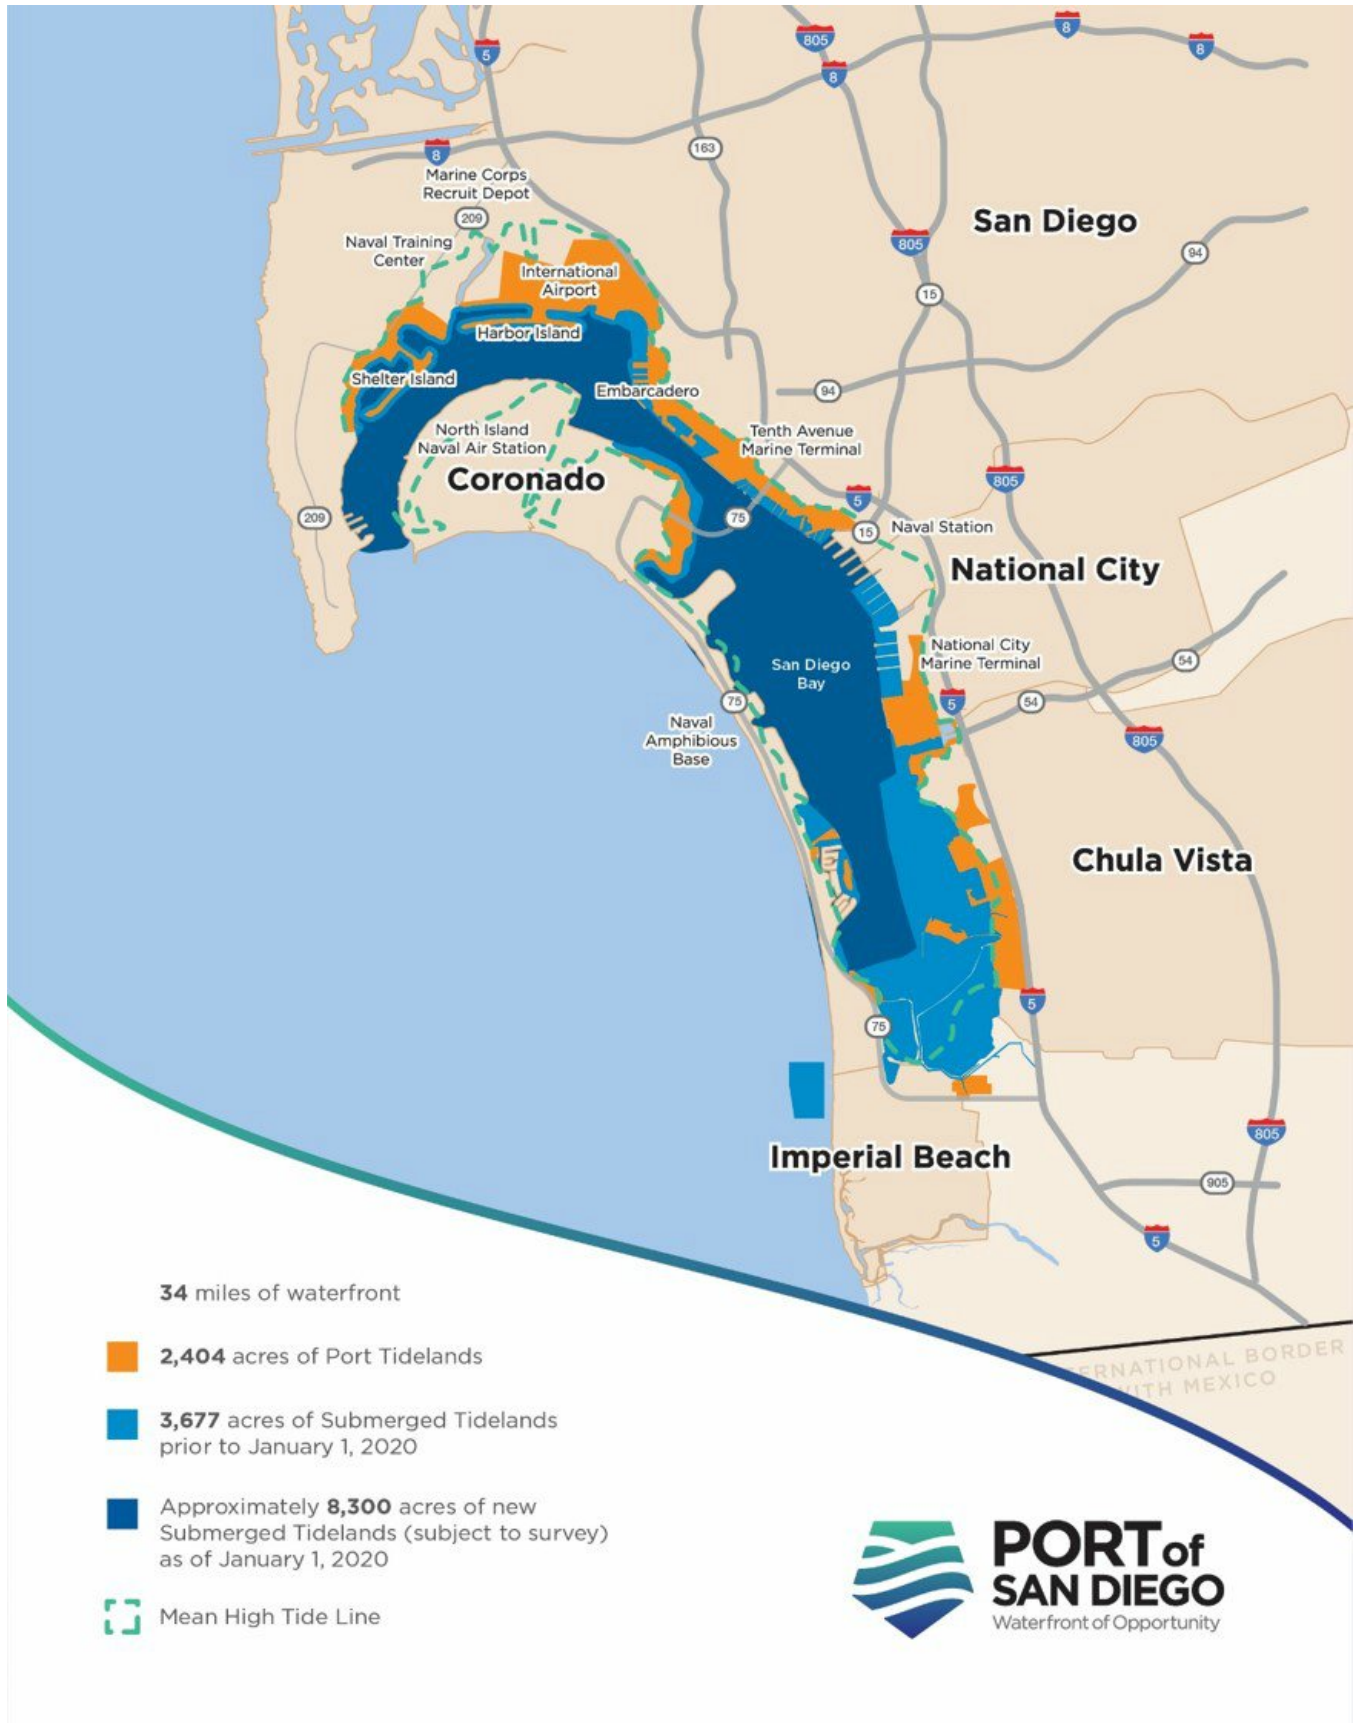 5
805
8
8
8
8
163
Marine Corps
Recruit Depot
209
San Diego
Naval Training
Center
805
94
International
Airport
15
Harbor Island
Shelter Island
Embarcadero
94
North Island
Naval Air Station
Tenth Avenue
Marine Terminal
Coronado
805
5
209
75
15
Naval Station
National City
National City
Marine Terminal
San Diego
Bay
54
75
5
54
Naval
Amphibious
Base
805
Chula Vista
5
75
805
Imperial Beach
905
5
34 miles of waterfront
ERNATIONAL BORDER
WITH MEXICO
2,404 acres of Port Tidelands
3,677 acres of Submerged Tidelands
prior to January 1, 2020
Approximately 8,300 acres of new
Submerged Tidelands (subject to survey)
as of January 1, 2020
Mean High Tide Line
PORT of
SAN DIEGO
Waterfront of Opportunity